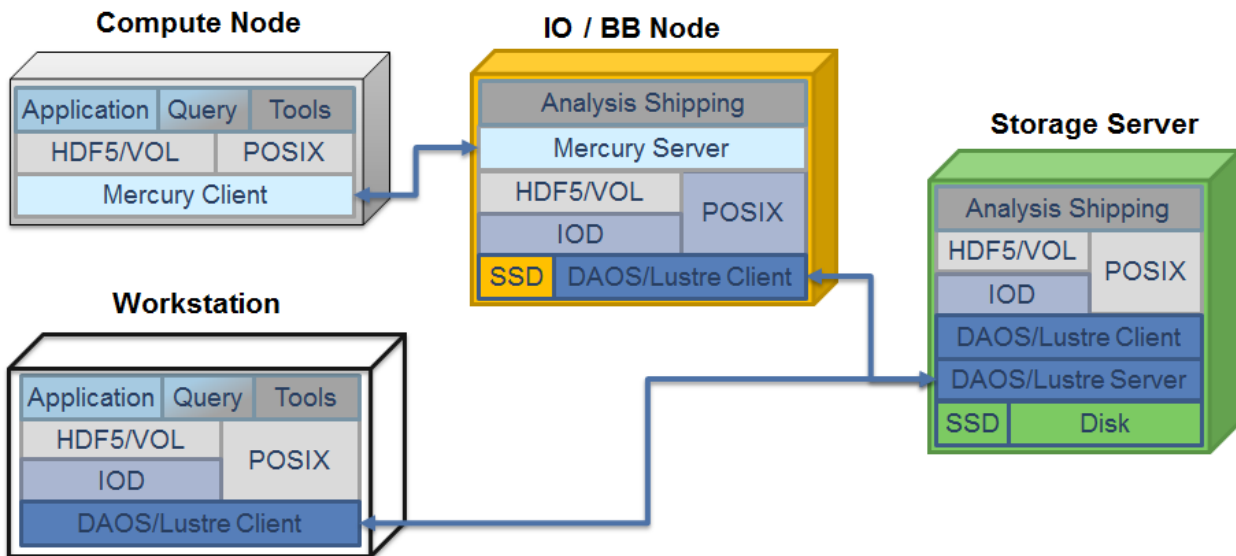 Compute Node
Application Query Tools
HDF5/VOL POSIX
Mercury Client
IO / BB Node
Analysis Shipping
Mercury Server
HDF5/VOL
POSIX
IOD
SSD DAOS/Lustre Client
Storage Server
Analysis Shipping
HDF5/VOL
POSIX
IOD
DAOS/Lustre Client
DAOS/Lustre Server
SSD Disk
Workstation
Application Query Tools
HDF5/VOL
POSIX
IOD
DAOS/Lustre Client